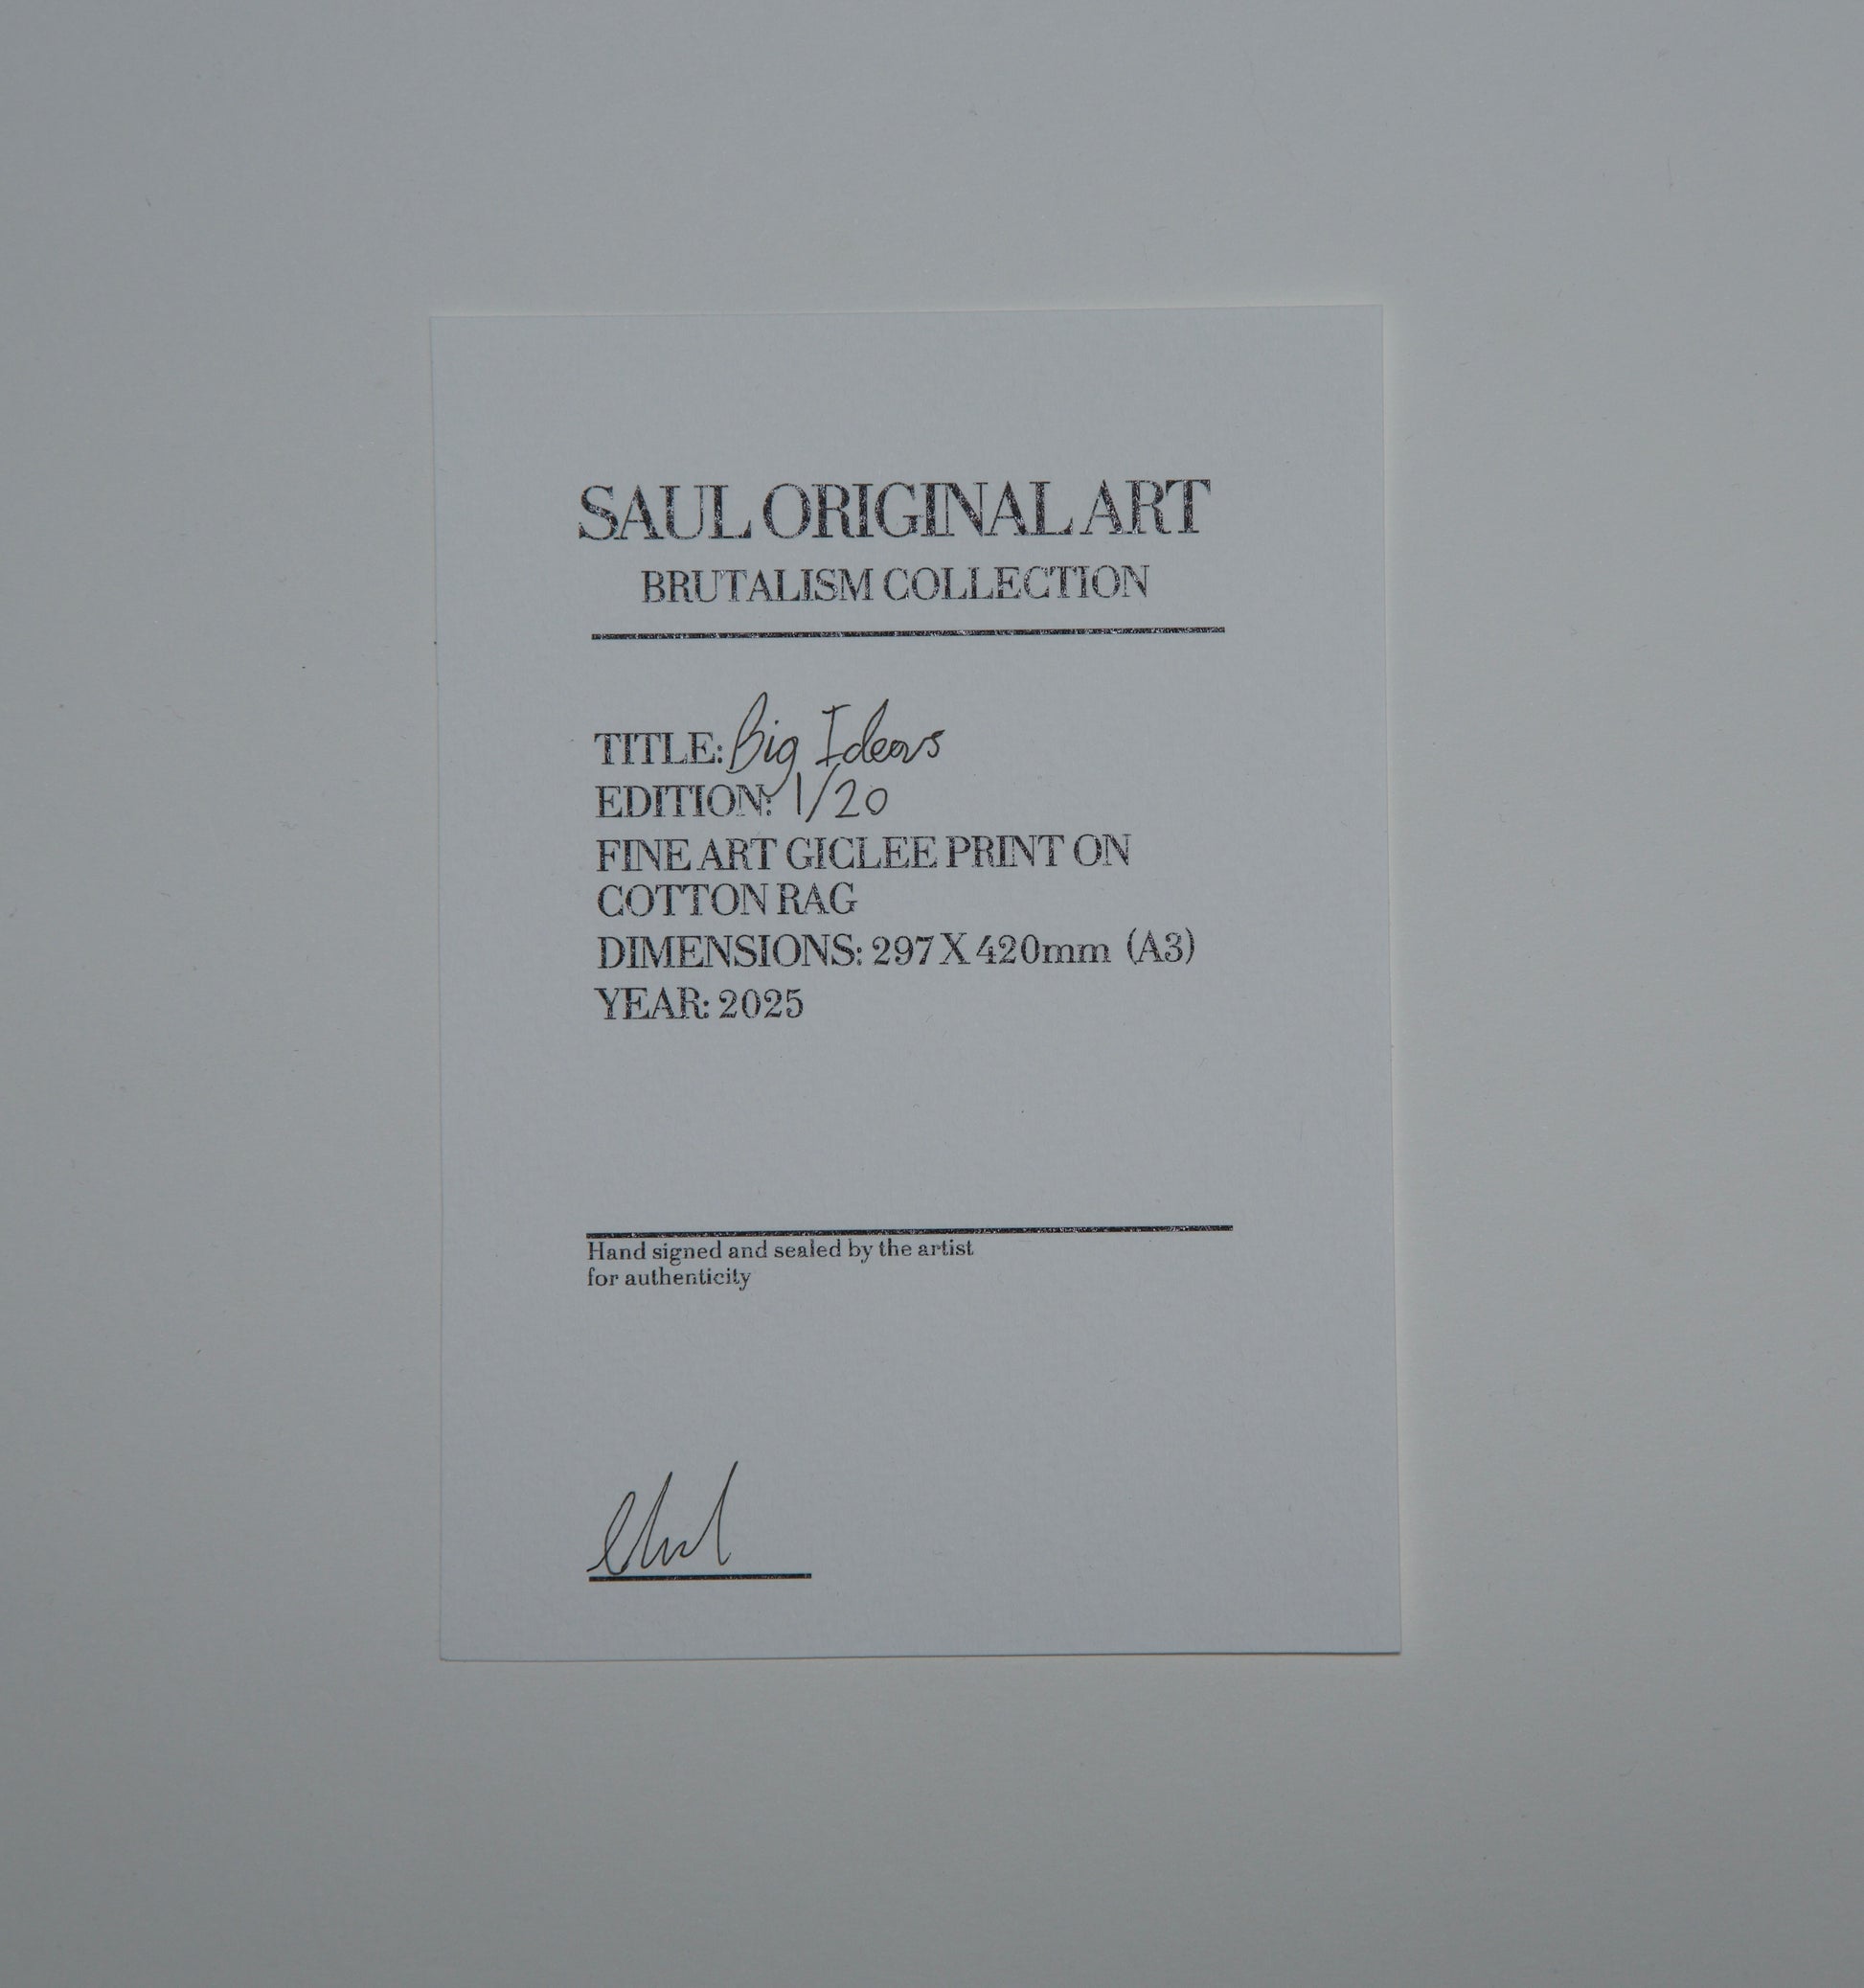 SAUL ORIGINAL ART
BRUTALISM COLLECTION
TITLE: Big Ideas
EDITION: 1/20
FINE ART GICLEE PRINT ON
COTTON RAG
DIMENSIONS: 297 X 420mm (A3)
YEAR: 2025
Hand signed and sealed by the artist
for authenticity